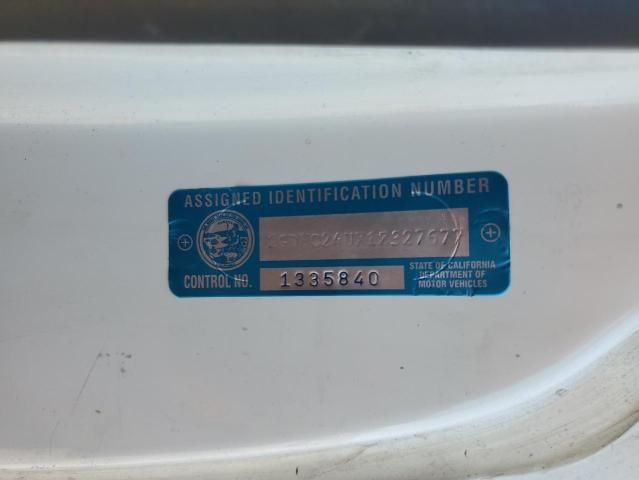 ASSIGNED IDENTIFICATION NUMBER
CONTROL NO. 1335840
STATE OF CALIFORNIA
DEPARTMENT OF
MOTOR VEHICLES